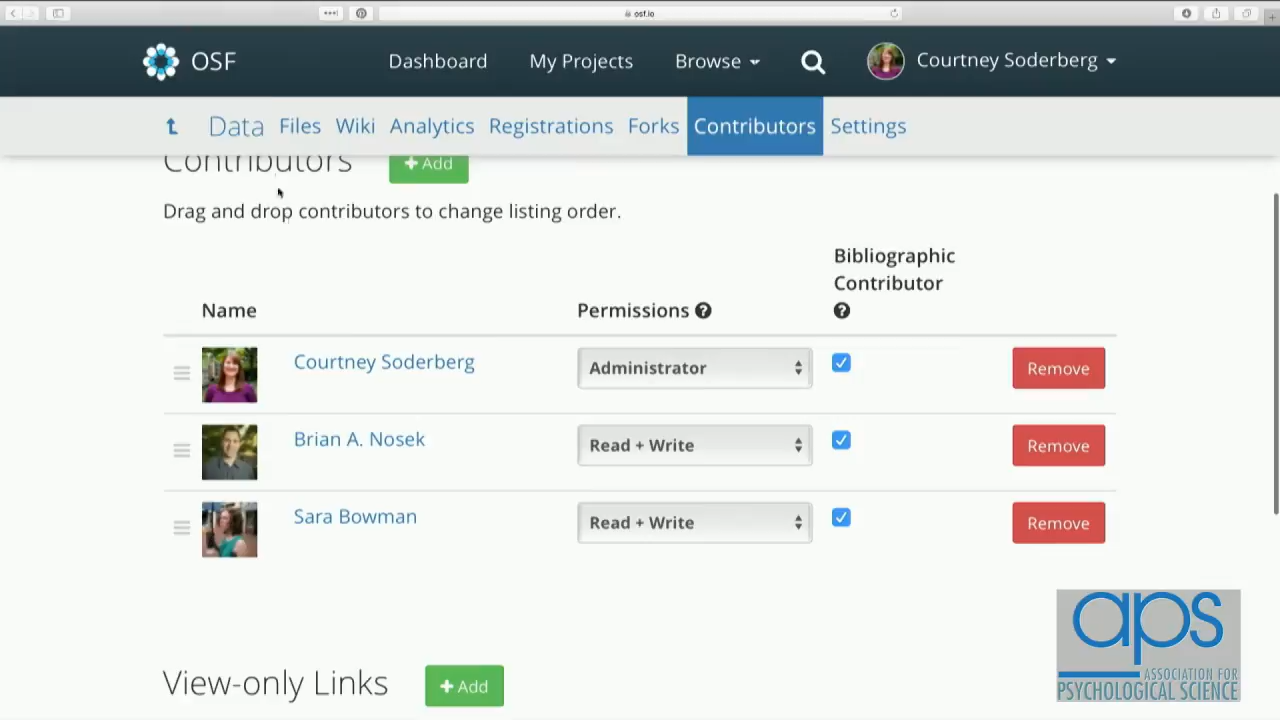 osf.io
OSF Dashboard My Projects Browse Courtney Soderberg
Data Files Wiki Analytics Registrations Forks Contributors Settings
Contributors + Add
Drag and drop contributors to change listing order.
Bibliographic
Contributor
Name Permissions ? ?
Courtney Soderberg Administrator Remove
Brian A. Nosek Read + Write Remove
Sara Bowman Read + Write Remove
View-only Links + Add
aps
ASSOCIATION FOR
PSYCHOLOGICAL SCIENCE